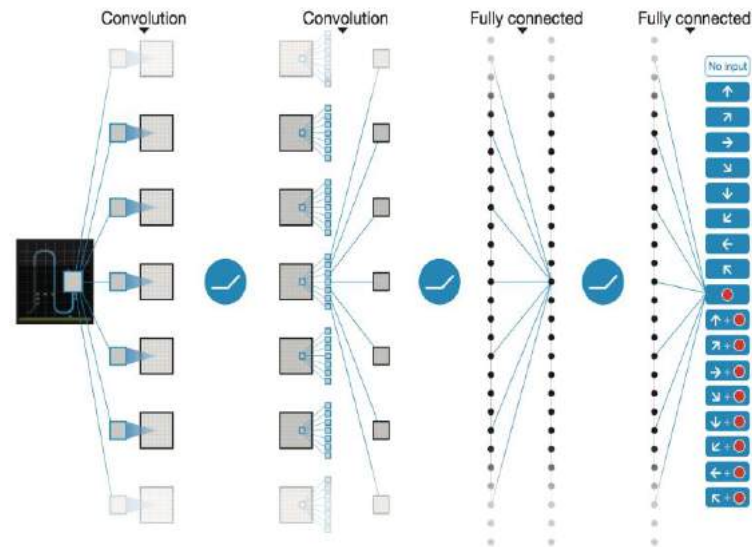 Convolution
Convolution
Fully connected
Fully connected
No input
+
+
+
+
+
+
+
+